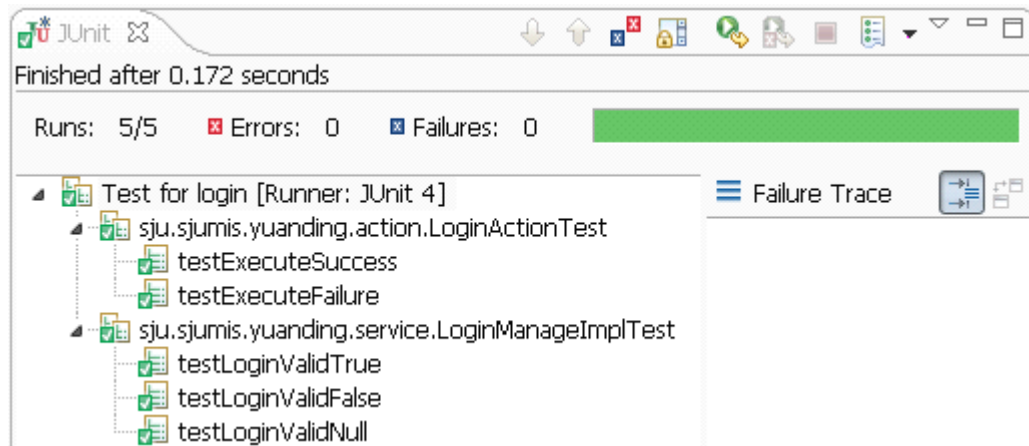 JUnit
Finished after 0.172 seconds
Runs: 5/5 Errors: 0 Failures: 0
Test for login [Runner: JUnit 4]
Failure Trace
sju.sjumis.yuanding.action.LoginActionTest
testExecuteSuccess
testExecuteFailure
sju.sjumis.yuanding.service.LoginManageImplTest
testLoginValidTrue
testLoginValidFalse
testLoginValidNull